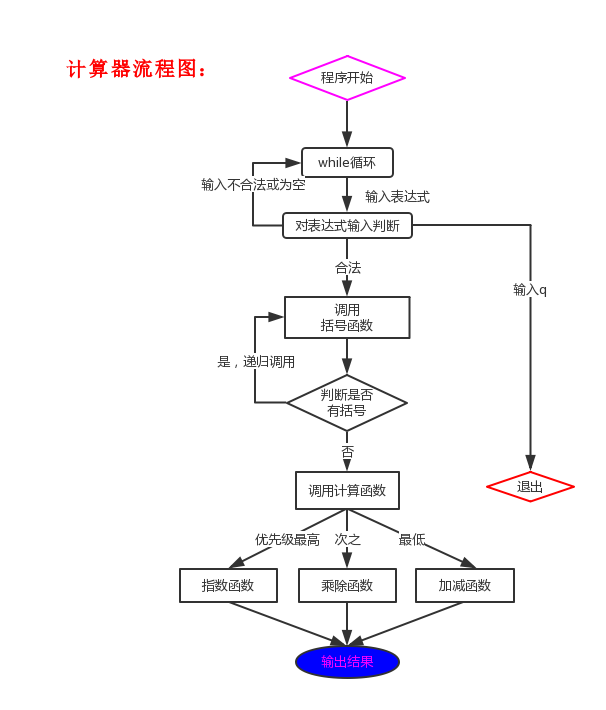 计算器流程图：
程序开始
while循环
输入不合法或为空
输入表达式
对表达式输入判断
合法
输入q
调用
括号函数
是，递归调用
判断是否
有括号
否
退出
调用计算函数
优先级最高
次之
最低
指数函数
乘除函数
加减函数
输出结果